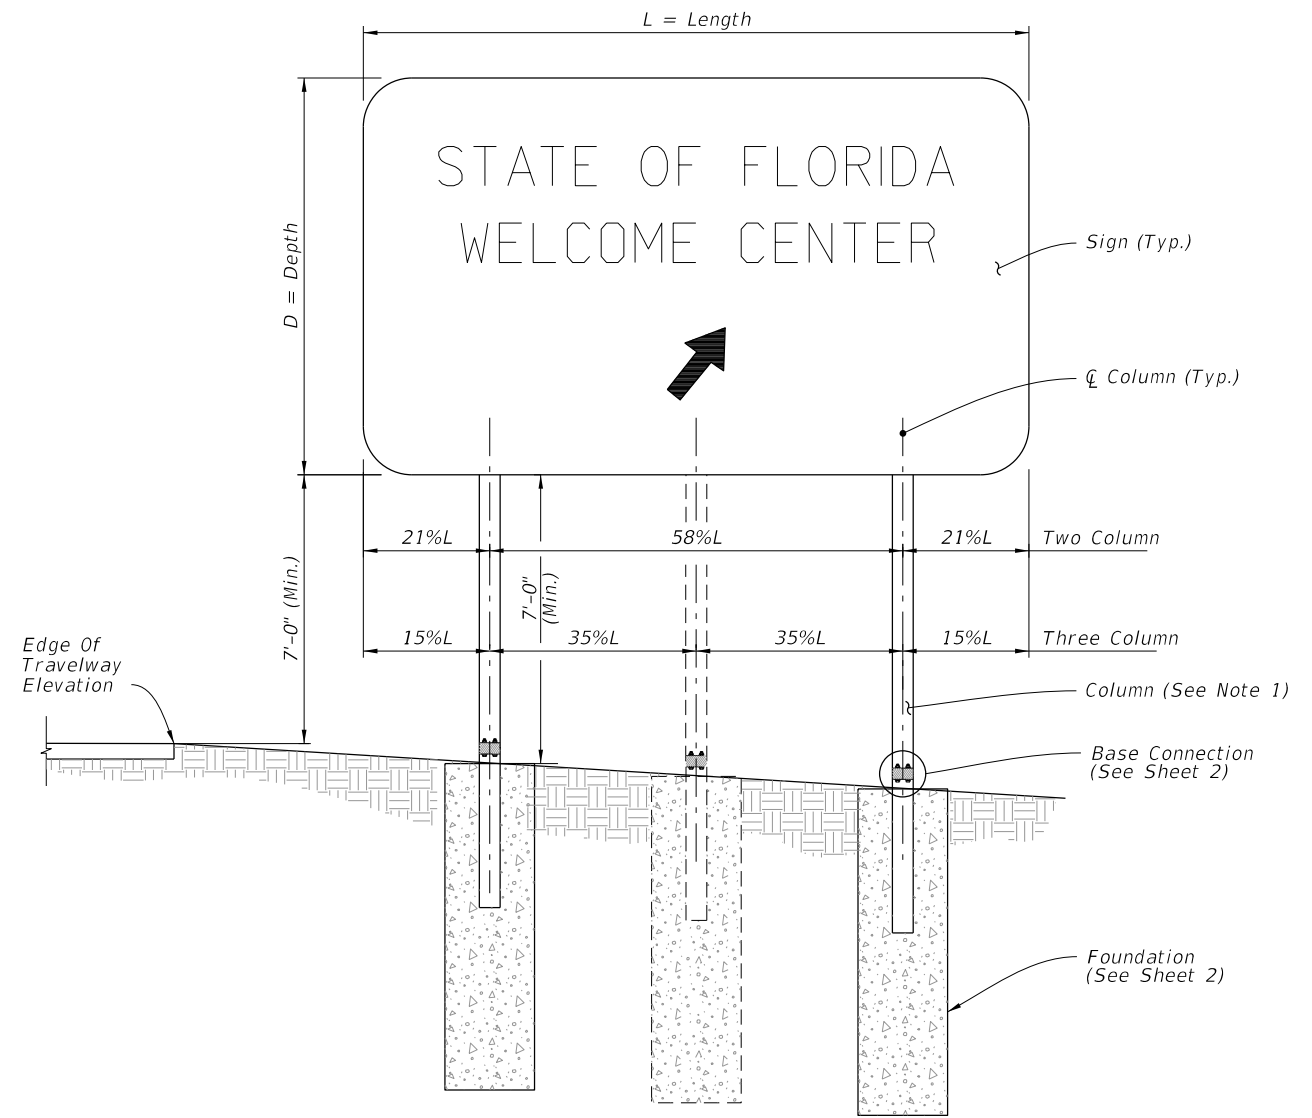 L = Length
STATE OF FLORIDA
WELCOME CENTER
D = Depth
Sign (Typ.)
℄ Column (Typ.)
21%L
58%L
21%L
Two Column
7'-0" (Min.)
7'-0"
(Min.)
15%L
35%L
35%L
15%L
Three Column
Edge Of
Travelway
Elevation
Column (See Note 1)
Base Connection
(See Sheet 2)
Foundation
(See Sheet 2)